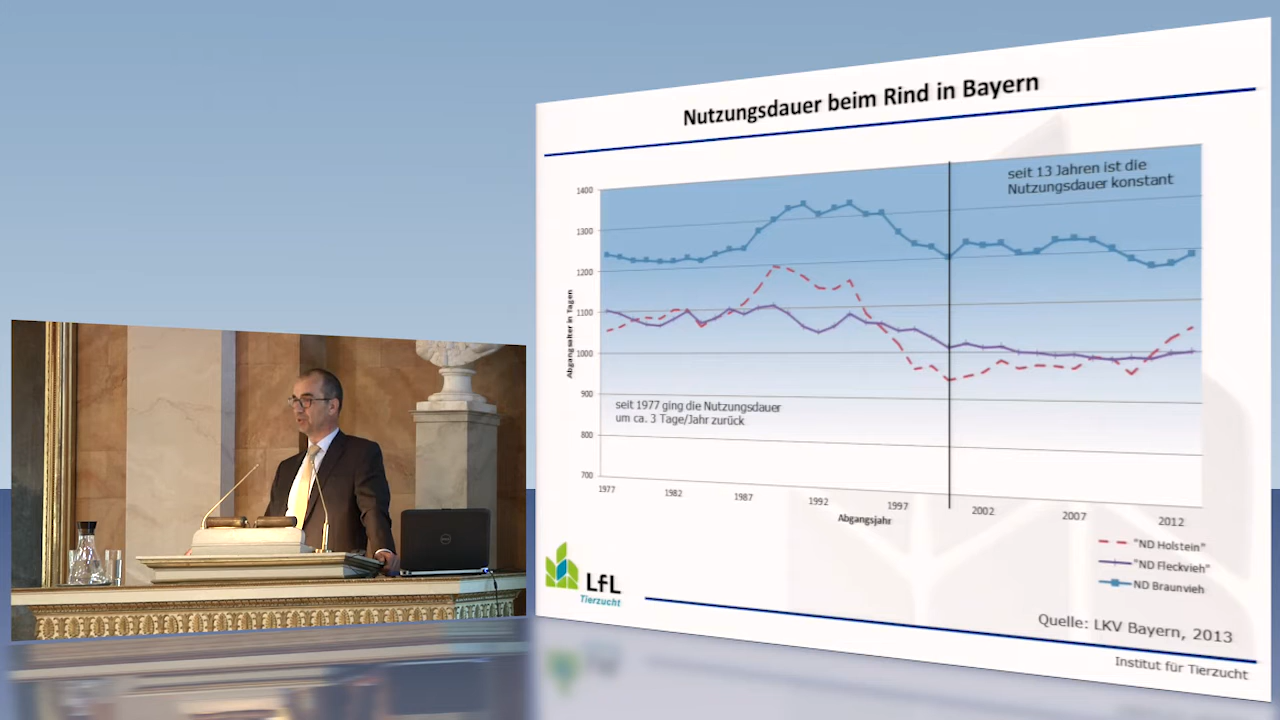 Nutzungsdauer beim Rind in Bayern
seit 13 Jahren ist die
Nutzungsdauer konstant
1400
1300
1200
1100
1000
900
800
700
Abgangsalter in Tagen
seit 1977 ging die Nutzungsdauer
um ca. 3 Tage/Jahr zurück
1977
1982
1987
1992
1997
2002
2007
2012
Abgangsjahr
"ND Holstein"
"ND Fleckvieh"
ND Braunvieh
LfL
Tierzucht
Quelle: LKV Bayern, 2013
Institut für Tierzucht
DELL